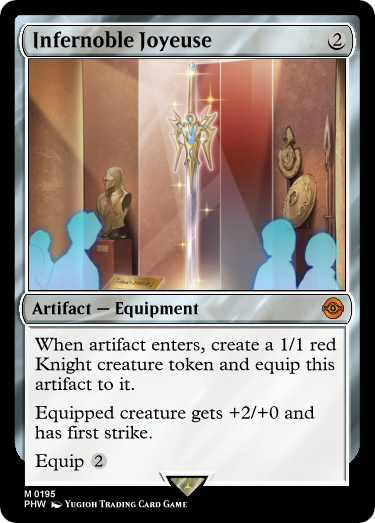 Infernoble Joyeuse 2
Artifact — Equipment
When artifact enters, create a 1/1 red
Knight creature token and equip this
artifact to it.
Equipped creature gets +2/+0 and
has first strike.
Equip 2
M 0195
PHW YUGIOH TRADING CARD GAME